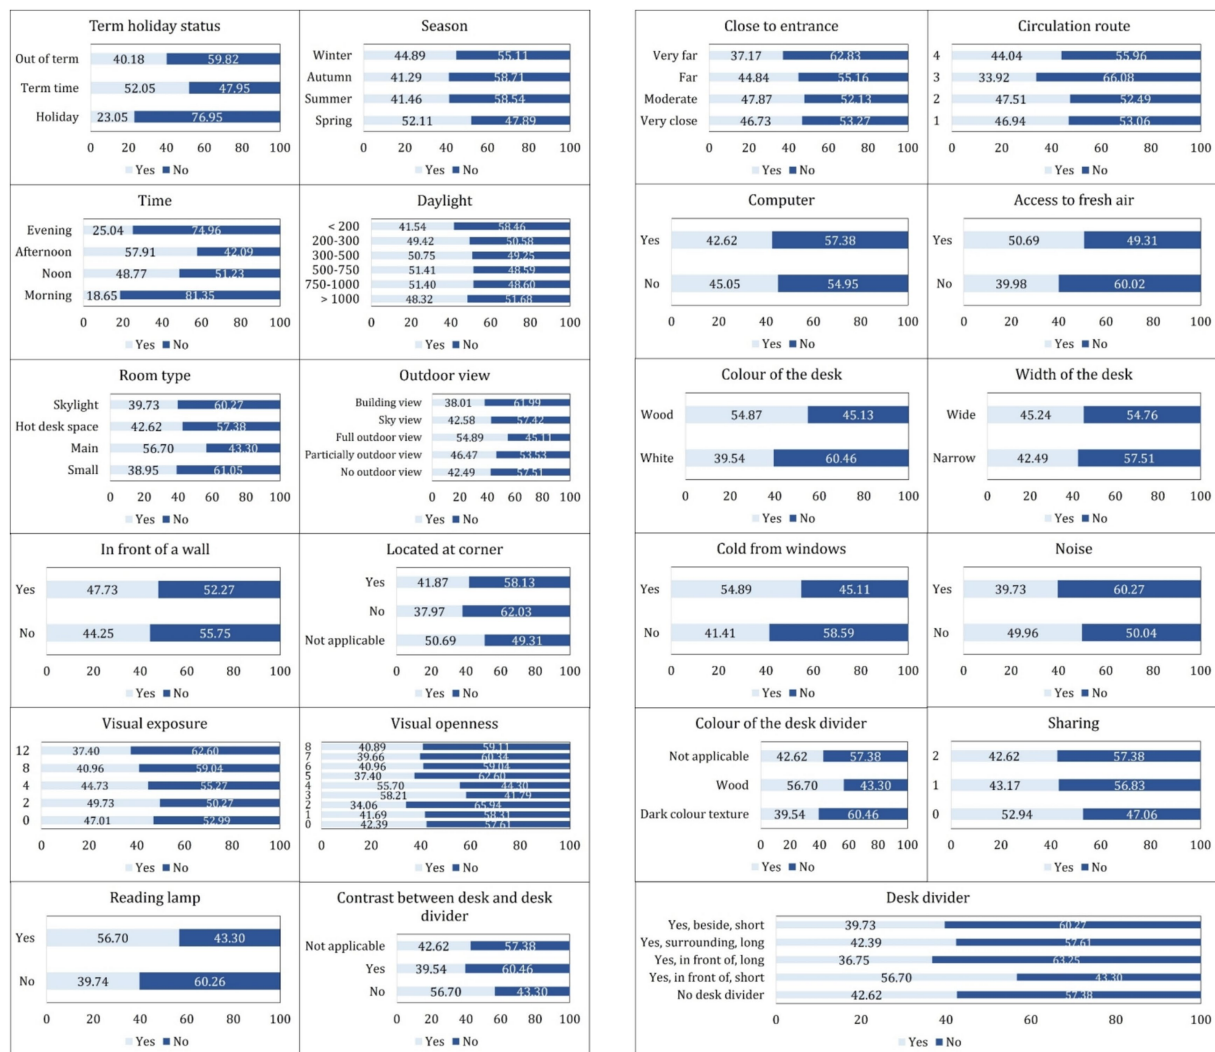 Term holiday status
Out of term 40.18 59.82
Term time 52.05 47.95
Holiday 23.05 76.95
0 20 40 60 80 100
Yes No
Season
Winter 44.89 55.11
Autumn 41.29 58.71
Summer 41.46 58.54
Spring 52.11 47.89
0 20 40 60 80 100
Yes No
Time
Evening 25.04 74.96
Afternoon 57.91 42.09
Noon 48.77 51.23
Morning 18.65 81.35
0 20 40 60 80 100
Yes No
Daylight
< 200 41.54 58.46
200-300 49.42 50.58
300-500 50.75 49.25
500-750 51.41 48.59
750-1000 51.40 48.60
> 1000 48.32 51.68
0 20 40 60 80 100
Yes No
Room type
Skylight 39.73 60.27
Hot desk space 42.62 57.38
Main 56.70 43.30
Small 38.95 61.05
0 20 40 60 80 100
Yes No
Outdoor view
Building view 38.01 61.99
Sky view 42.58 57.42
Full outdoor view 54.89 45.11
Particially outdoor view 46.47 53.53
No outdoor view 42.49 57.51
0 20 40 60 80 100
Yes No
In front of a wall
Yes 47.73 52.27
No 44.25 55.75
0 20 40 60 80 100
Yes No
Located at corner
Yes 41.87 58.13
No 37.97 62.03
Not applicable 50.69 49.31
0 20 40 60 80 100
Yes No
Visual exposure
12 37.40 62.60
8 40.96 59.04
4 44.73 55.27
2 49.73 50.27
0 47.01 52.99
0 20 40 60 80 100
Yes No
Visual openness
8 40.89 59.11
7 39.66 60.34
6 40.96 59.04
5 37.40 62.60
4 55.70 44.30
3 58.21 41.79
2 34.06 65.94
1 41.69 58.31
0 42.39 57.61
0 20 40 60 80 100
Yes No
Reading lamp
Yes 56.70 43.30
No 39.74 60.26
0 20 40 60 80 100
Yes No
Contrast between desk and desk
divider
Not applicable 42.62 57.38
Yes 39.54 60.46
No 56.70 43.30
0 20 40 60 80 100
Yes No
Close to entrance
Very far 37.17 62.83
Far 44.84 55.16
Moderate 47.87 52.13
Very close 46.73 53.27
0 20 40 60 80 100
Yes No
Circulation route
4 44.04 55.96
3 33.92 66.08
2 47.51 52.49
1 46.94 53.06
0 20 40 60 80 100
Yes No
Computer
Yes 42.62 57.38
No 45.05 54.95
0 20 40 60 80 100
Yes No
Access to fresh air
Yes 50.69 49.31
No 39.98 60.02
0 20 40 60 80 100
Yes No
Colour of the desk
Wood 54.87 45.13
White 39.54 60.46
0 20 40 60 80 100
Yes No
Width of the desk
Wide 45.24 54.76
Narrow 42.49 57.51
0 20 40 60 80 100
Yes No
Cold from windows
Yes 54.89 45.11
No 41.41 58.59
0 20 40 60 80 100
Yes No
Noise
Yes 39.73 60.27
No 49.96 50.04
0 20 40 60 80 100
Yes No
Colour of the desk divider
Not applicable 42.62 57.38
Wood 56.70 43.30
Dark colour texture 39.54 60.46
0 20 40 60 80 100
Yes No
Sharing
2 42.62 57.38
1 43.17 56.83
0 52.94 47.06
0 20 40 60 80 100
Yes No
Desk divider
Yes, beside, short 39.73 60.27
Yes, surrounding, long 42.39 57.61
Yes, in front of, long 36.75 63.25
Yes, in front of, short 56.70 43.30
No desk divider 42.62 57.38
0 20 40 60 80 100
Yes No